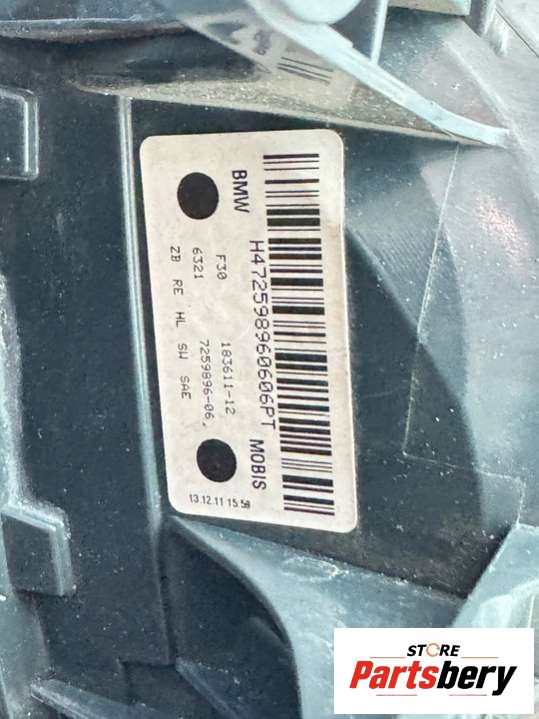 BMW
H472598960606PT
MOBIS
F30 183611-12
6321 7259896-06.
ZB RE HL SW SAE
13.12.11 15:58
STORE
Partsbery